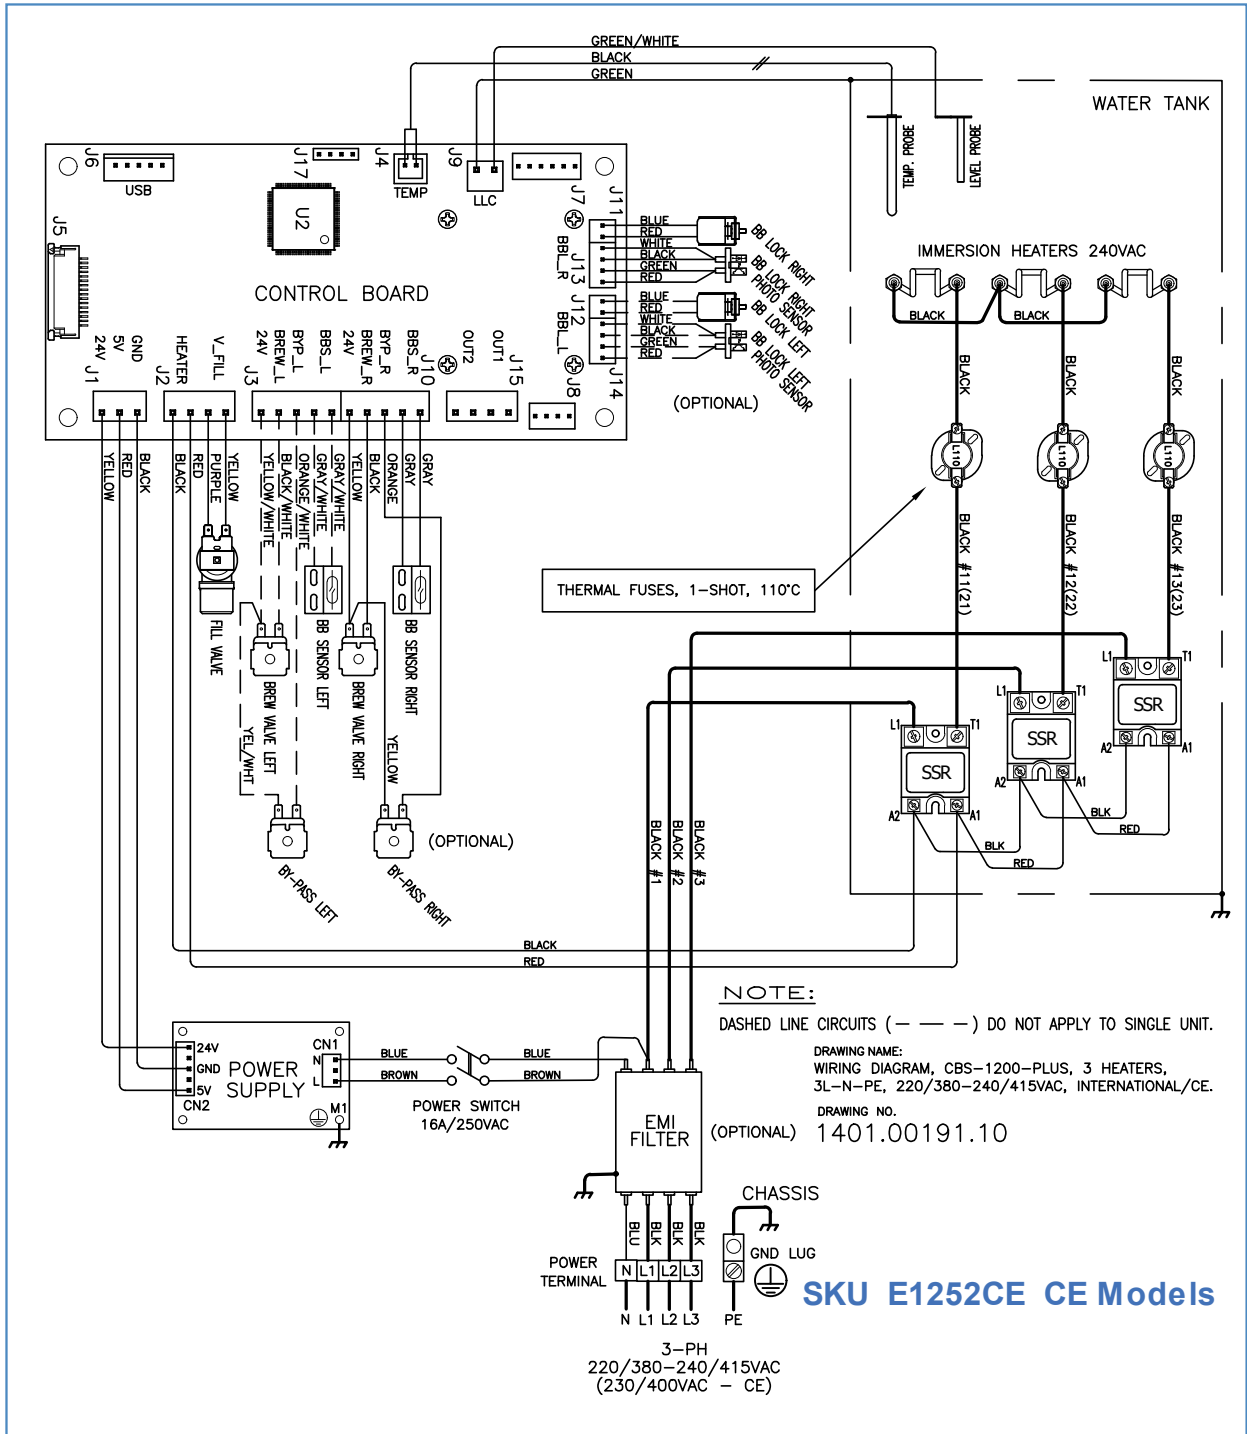 GREEN/WHITE
BLACK
GREEN
WATER TANK
TEMP. PROBE
LEVEL PROBE
J6
USB
J17
J4
TEMP
J9
LLC
J7
J11
U2
J5
BBL_R
J13
BLUE
RED
WHITE
BLACK
GREEN
RED
BB LOCK RIGHT
BB LOCK RIGHT
PHOTO SENSOR
IMMERSION HEATERS 240VAC
BLACK
BLACK
CONTROL BOARD
J12
BBL_L
J14
BLUE
RED
WHITE
BLACK
GREEN
RED
BB LOCK LEFT
BB LOCK LEFT
PHOTO SENSOR
(OPTIONAL)
24V
5V
GND
J1
HEATER
V_FILL
J2
24V
BREW_L
BYP_L
BBS_L
J3
24V
BREW_R
BYP_R
BBS_R
J10
OUT2
OUT1
J15
J8
BLACK
BLACK
BLACK
L110
L110
L110
YELLOW
RED
BLACK
BLACK
RED
PURPLE
YELLOW
YELLOW/WHITE
BLACK/WHITE
ORANGE/WHITE
GRAY/WHITE
GRAY/WHITE
YELLOW
BLACK
ORANGE
GRAY
GRAY
THERMAL FUSES, 1-SHOT, 110°C
BLACK #11(21)
BLACK #12(22)
BLACK #13(23)
FILL VALVE
BREW VALVE LEFT
BB SENSOR LEFT
BREW VALVE RIGHT
BB SENSOR RIGHT
YEL/WHT
YELLOW
BY-PASS LEFT
BY-PASS RIGHT
(OPTIONAL)
L1
T1
SSR
A2
A1
L1
T1
SSR
A2
A1
L1
T1
SSR
A2
A1
BLK
RED
BLK
RED
BLACK #1
BLACK #2
BLACK #3
BLACK
RED
NOTE:
DASHED LINE CIRCUITS (— — —) DO NOT APPLY TO SINGLE UNIT.
DRAWING NAME:
WIRING DIAGRAM, CBS-1200-PLUS, 3 HEATERS,
3L-N-PE, 220/380-240/415VAC, INTERNATIONAL/CE.
DRAWING NO.
1401.00191.10
24V
GND
5V
CN2
POWER
SUPPLY
CN1
N
L
M1
BLUE
BROWN
BLUE
BROWN
POWER SWITCH
16A/250VAC
EMI
FILTER
(OPTIONAL)
BLU
BLK
BLK
BLK
CHASSIS
GND LUG
POWER
TERMINAL
N L1 L2 L3
N L1 L2 L3
PE
3-PH
220/380-240/415VAC
(230/400VAC - CE)
SKU E1252CE CE Models